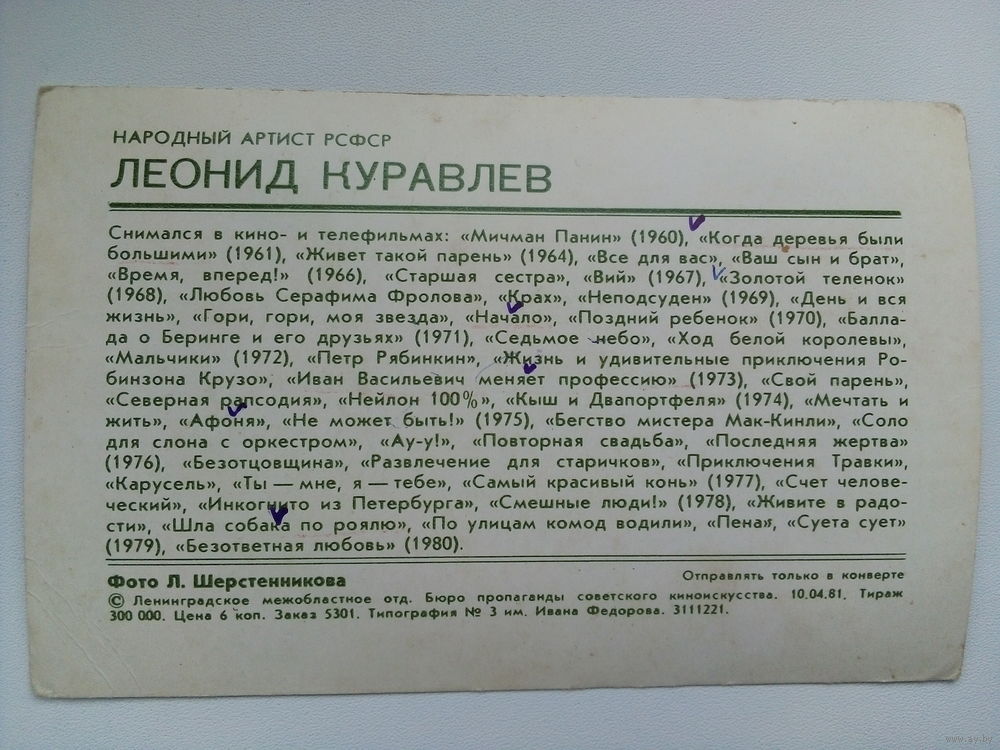 НАРОДНЫЙ АРТИСТ РСФСР
ЛЕОНИД КУРАВЛЕВ
Снимался в кино- и телефильмах: «Мичман Панин» (1960), «Когда деревья были
большими» (1961), «Живет такой парень» (1964), «Все для вас», «Ваш сын и брат»,
«Время, вперед!» (1966), «Старшая сестра», «Вий» (1967), «Золотой теленок»
(1968), «Любовь Серафима Фролова», «Крах», «Неподсуден» (1969), «День и вся
жизнь», «Гори, гори, моя звезда», «Начало», «Поздний ребенок» (1970), «Балла-
да о Беринге и его друзьях» (1971), «Седьмое небо», «Ход белой королевы»,
«Мальчики» (1972), «Петр Рябинкин», «Жизнь и удивительные приключения Ро-
бинзона Крузо», «Иван Васильевич меняет профессию» (1973), «Свой парень»,
«Северная рапсодия», «Нейлон 100%», «Кыш и Двапортфеля» (1974), «Мечтать и
жить», «Афоня», «Не может быть!» (1975), «Бегство мистера Мак-Кинли», «Соло
для слона с оркестром», «Ау-у!», «Повторная свадьба», «Последняя жертва»
(1976), «Безотцовщина», «Развлечение для старичков», «Приключения Травки»,
«Карусель», «Ты — мне, я — тебе», «Самый красивый конь» (1977), «Счет челове-
ческий», «Инкогнито из Петербурга», «Смешные люди!» (1978), «Живите в радо-
сти», «Шла собака по роялю», «По улицам комод водили», «Пена», «Суета сует»
(1979), «Безответная любовь» (1980).
Фото Л. Шерстенникова
Отправлять только в конверте
© Ленинградское межобластное отд. Бюро пропаганды советского киноискусства. 10.04.81. Тираж
300 000. Цена 6 коп. Заказ 5301. Типография № 3 им. Ивана Федорова. 3111221.
www.ay.by